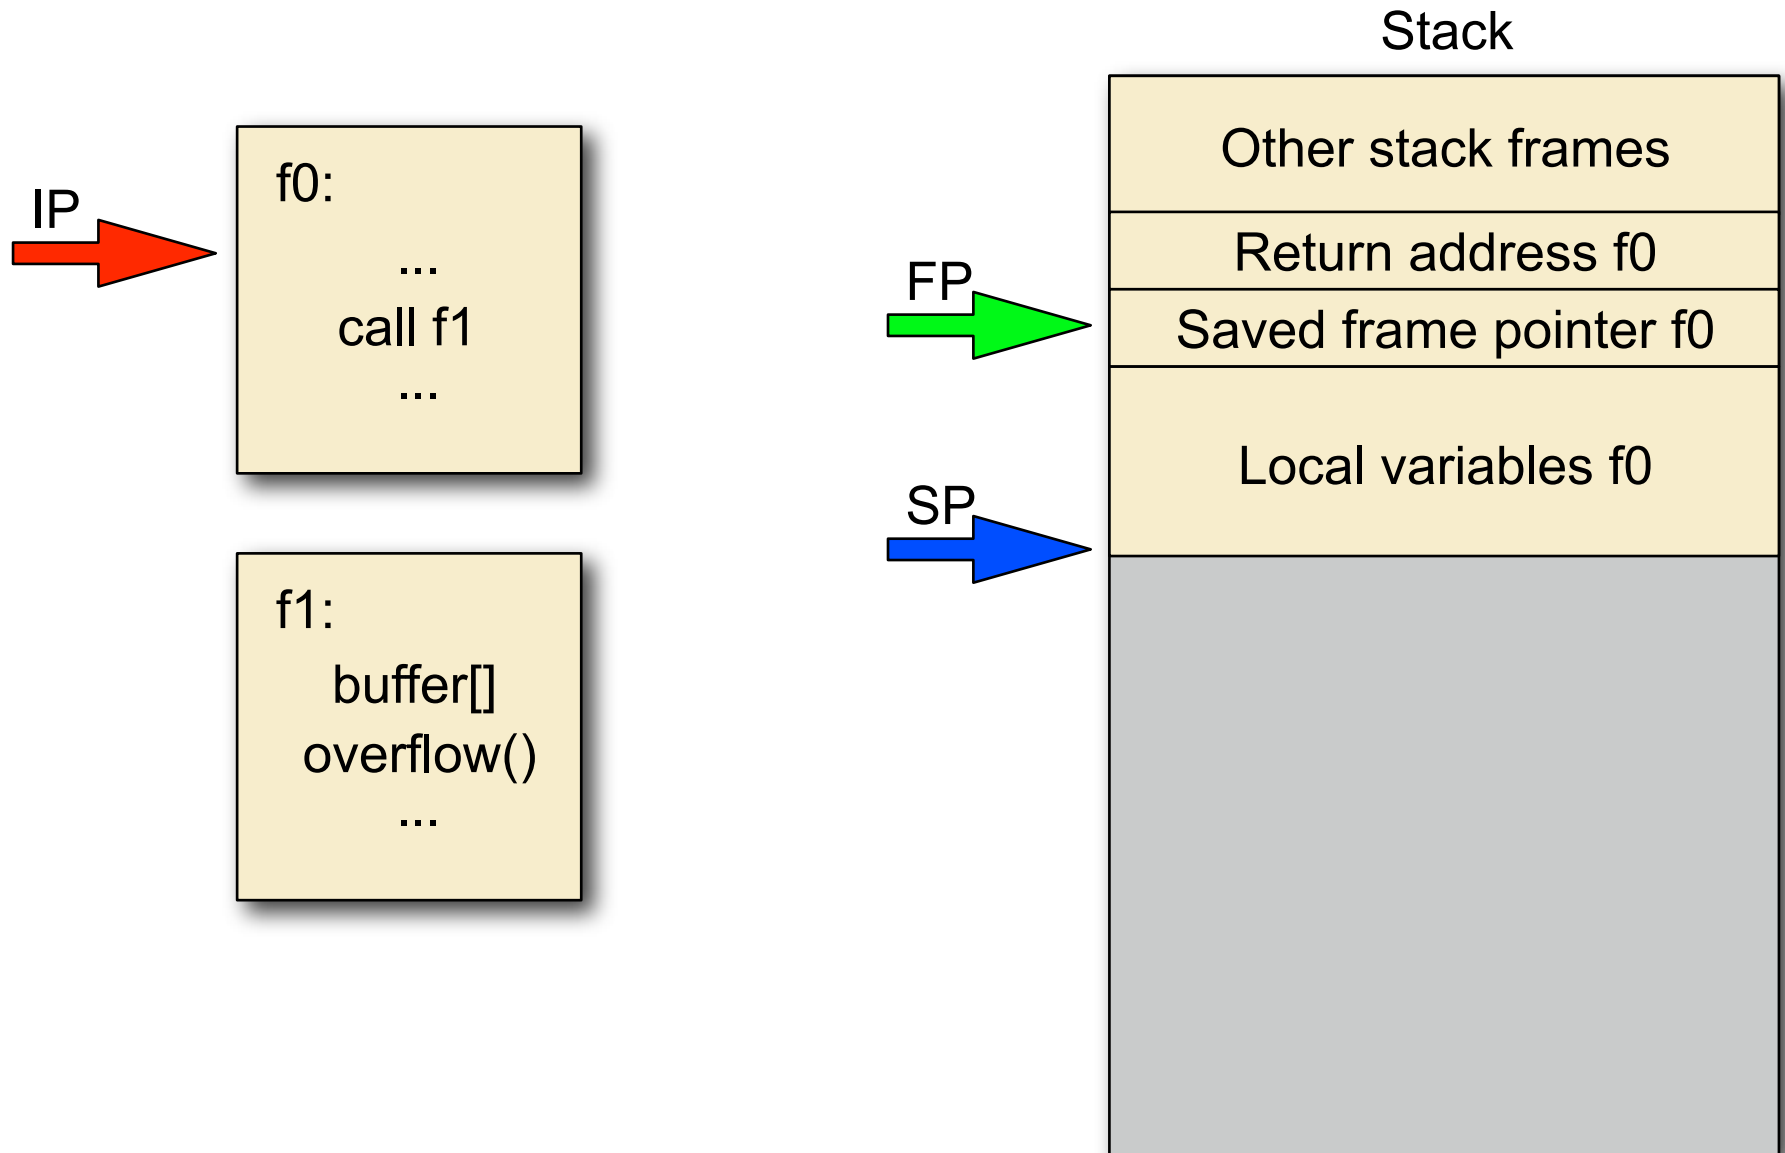 IP
f0:
...
call f1
...
f1:
buffer[]
overflow()
...
Stack
Other stack frames
Return address f0
FP
Saved frame pointer f0
Local variables f0
SP